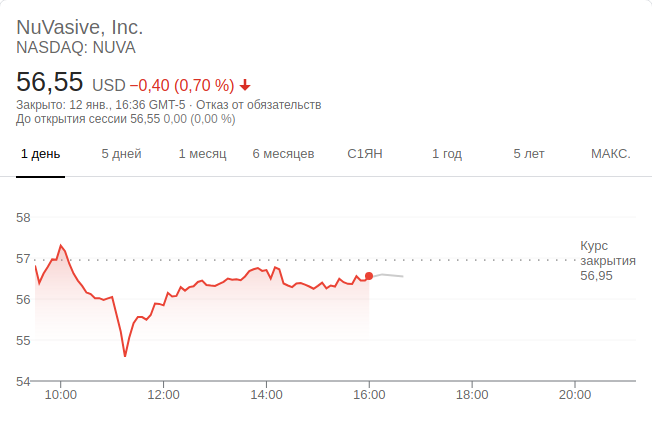 NuVasive, Inc.
NASDAQ: NUVA
56,55 USD −0,40 (0,70 %)
Закрыто: 12 янв., 16:36 GMT-5 · Отказ от обязательств
До открытия сессии 56,55 0,00 (0,00 %)
1 день 5 дней 1 месяц 6 месяцев С1ЯН 1 год 5 лет МАКС.
58
57
56
55
54
Курс
закрытия
56,95
10:00 12:00 14:00 16:00 18:00 20:00